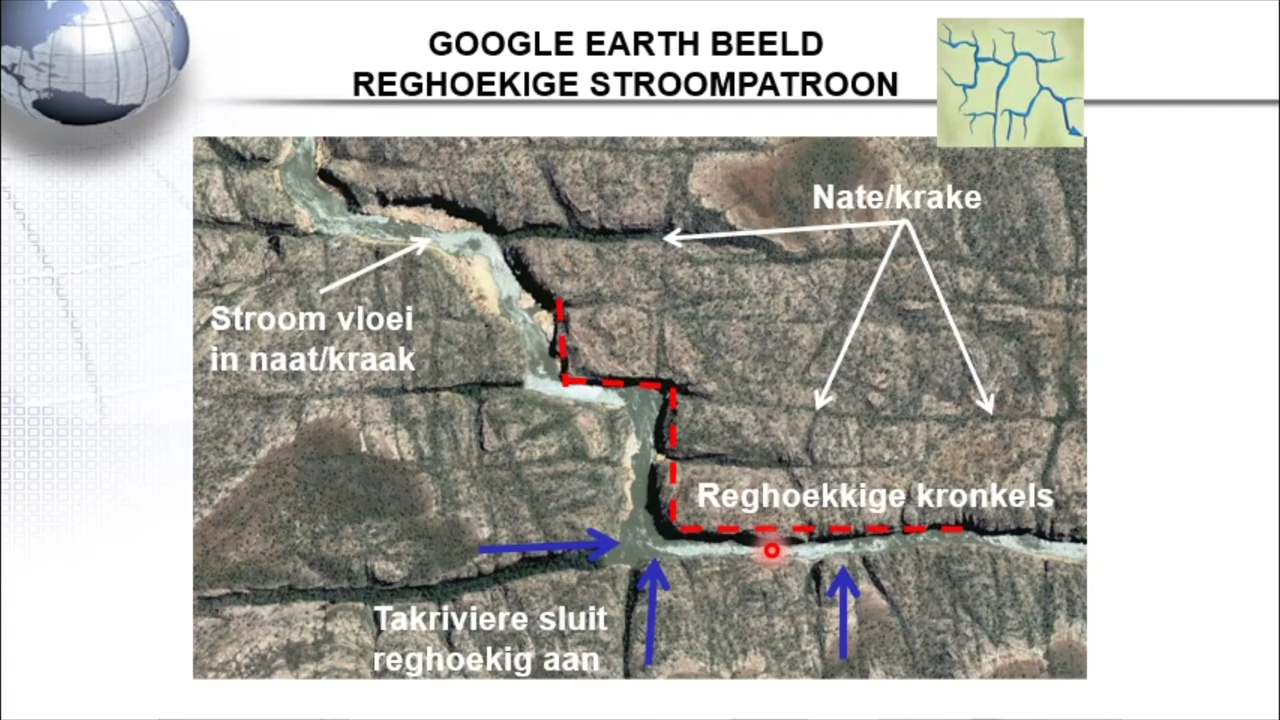 GOOGLE EARTH BEELD
REGHOEKIGE STROOMPATROON
Nate/krake
Stroom vloei
in naat/kraak
Reghoekkige kronkels
Takriviere sluit
reghoekig aan